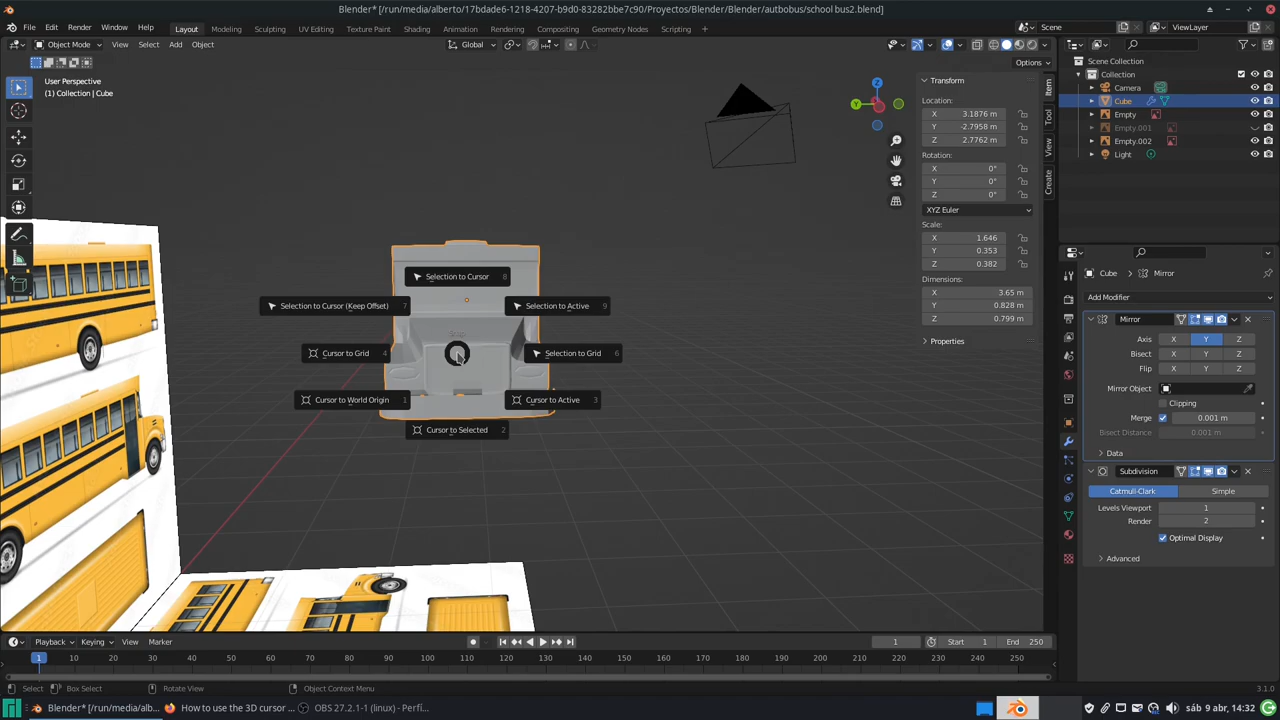 Blender* [/run/media/alberto/17bdade6-1218-4207-b9d0-83282bbe7c90/Proyectos/Blender/Blender/autbobus/school bus2.blend]
File Edit Render Window Help
Layout Modeling Sculpting UV Editing Texture Paint Shading Animation Rendering Compositing Geometry Nodes Scripting +
Scene
ViewLayer
Object Mode View Select Add Object
Global
Options
User Perspective
(1) Collection | Cube
Z
Y
Transform
Location:
X 3.1876 m
Y -2.7958 m
Z 2.7762 m
Rotation:
X 0°
Y 0°
Z 0°
XYZ Euler
Scale:
X 1.646
Y 0.353
Z 0.382
Dimensions:
X 3.65 m
Y 0.828 m
Z 0.799 m
Properties
Item
Tool
View
Create
Scene Collection
Collection
Camera
Cube
Empty
Empty.001
Empty.002
Light
Cube > Mirror
Add Modifier
Mirror
Axis X Y Z
Bisect X Y Z
Flip X Y Z
Mirror Object
Clipping
Merge 0.001 m
Bisect Distance 0.001 m
Data
Subdivision
Catmull-Clark Simple
Levels Viewport 1
Render 2
Optimal Display
Advanced
Selection to Cursor 8
Selection to Cursor (Keep Offset) 7
Selection to Active 9
Snap
Cursor to Grid 4
Selection to Grid 6
Cursor to World Origin 1
Cursor to Active 3
Cursor to Selected 2
Playback Keying View Marker
1
Start 1
End 250
1 10 20 30 40 50 60 70 80 90 100 110 120 130 140 150 160 170 180 190 200 210 220 230 240 250
Select Box Select Rotate View Object Context Menu
3.1.0
Blender* [/run/media/alb...
How to use the 3D cursor ...
OBS 27.2.1-1 (linux) - Perfi...
sáb 9 abr, 14:32